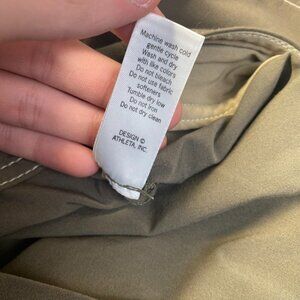 Machine wash cold
gentle cycle
Wash and dry
with like colors
Do not bleach
Do not use fabric
softeners
Tumble dry low
Do not iron
Do not dry clean
DESIGN ©
ATHLETA, INC.